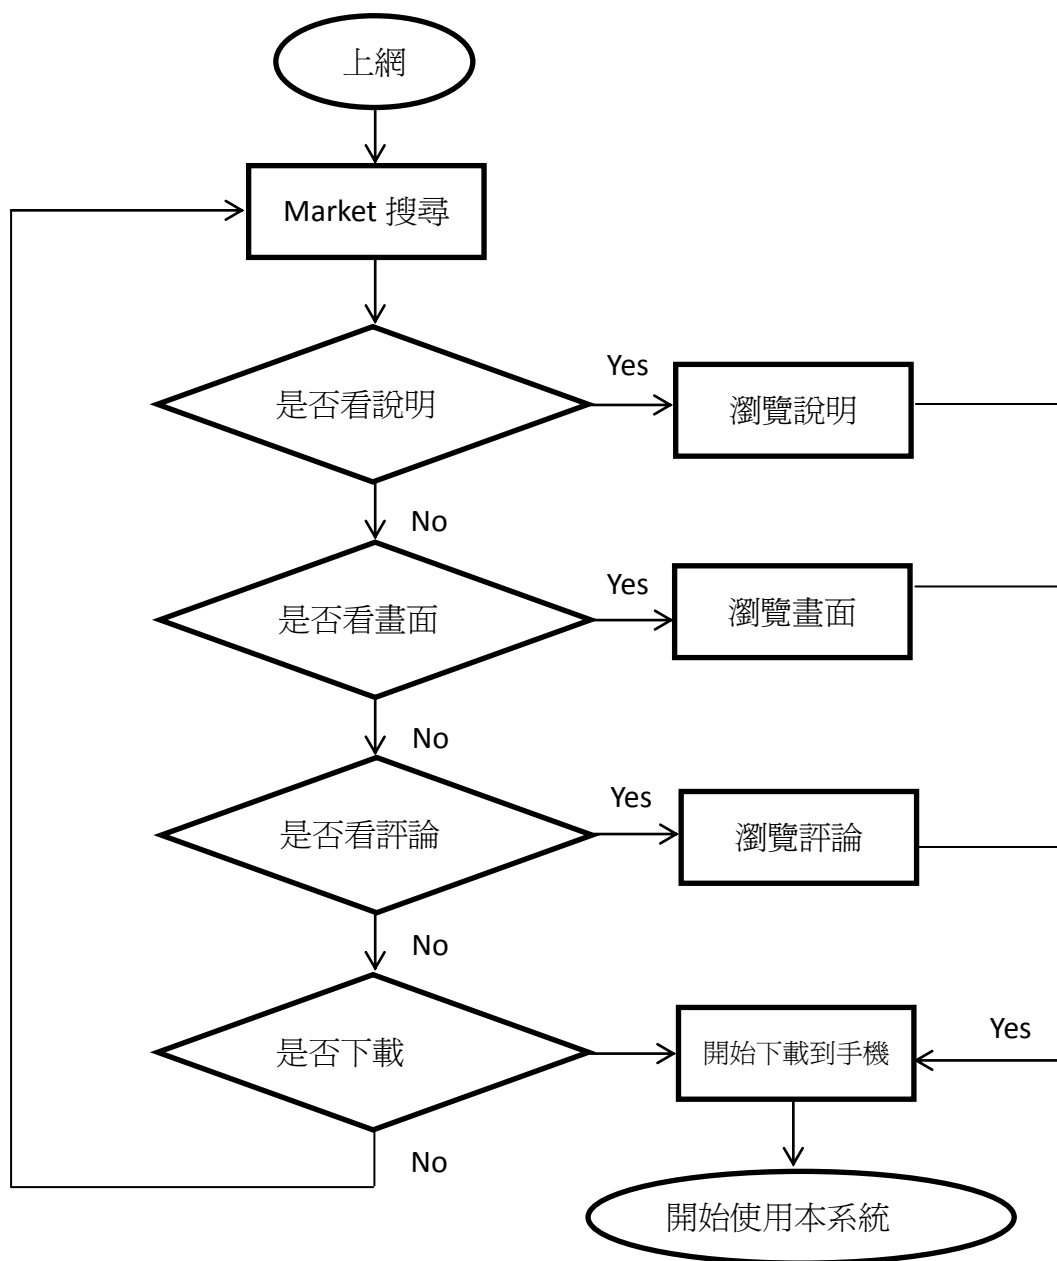 上網
Market 搜尋
Yes
是否看說明
瀏覽說明
No
Yes
是否看畫面
瀏覽畫面
No
Yes
是否看評論
瀏覽評論
No
Yes
是否下載
開始下載到手機
No
開始使用本系統